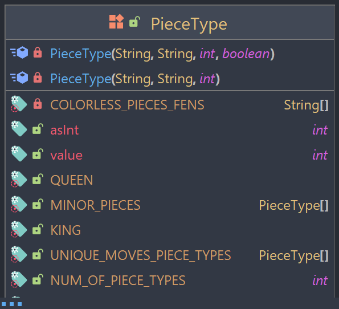 PieceType
PieceType(String, String, int, boolean)
PieceType(String, String, int)
COLORLESS_PIECES_FENS String[]
asInt int
value int
QUEEN
MINOR_PIECES PieceType[]
KING
UNIQUE_MOVES_PIECE_TYPES PieceType[]
NUM_OF_PIECE_TYPES int